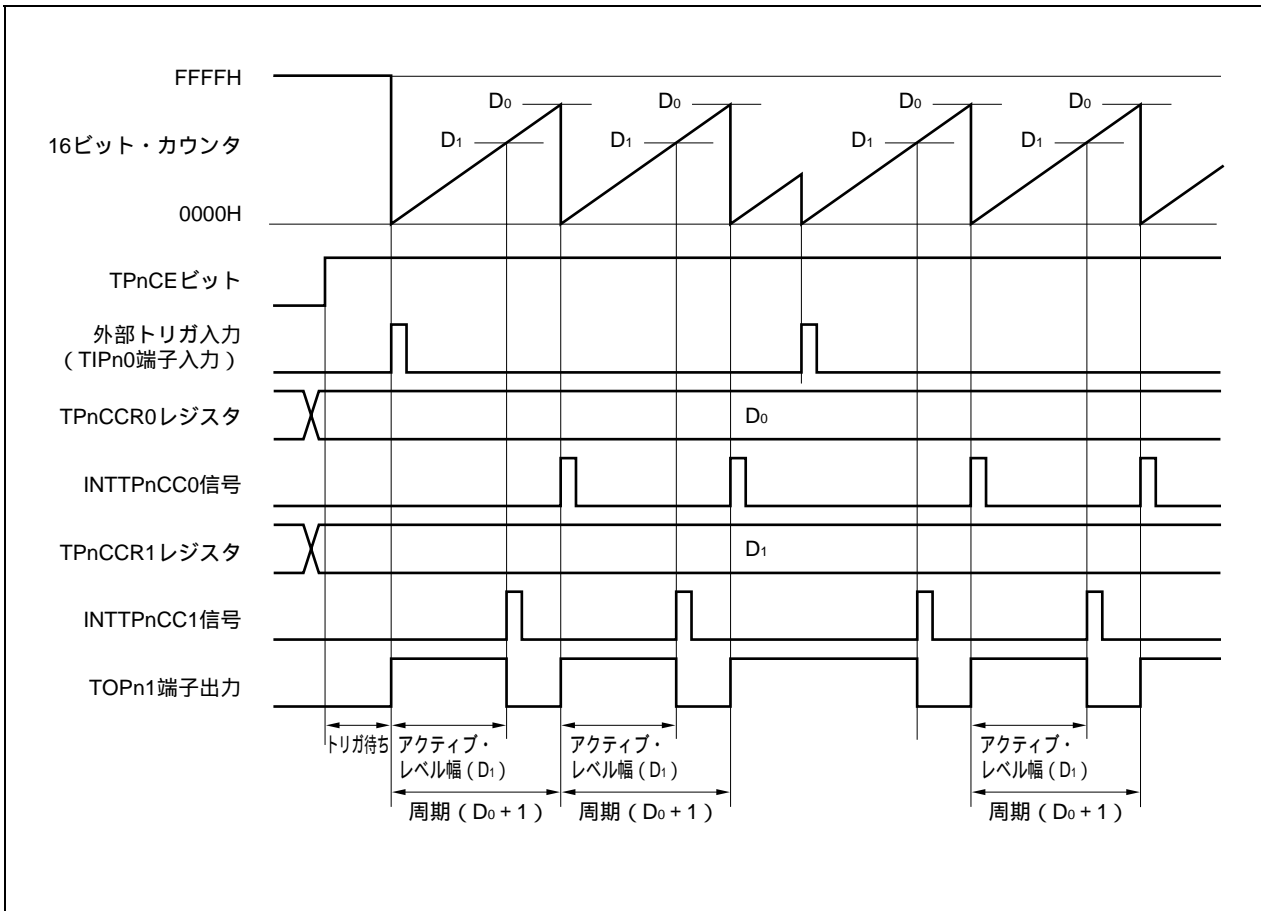 FFFFH
D0 D0 D0 D0
16ビット・カウンタ
D1 D1 D1 D1
0000H
TPnCEビット
外部トリガ入力
（TIPn0端子入力）
TPnCCR0レジスタ
D0
INTTPnCC0信号
TPnCCR1レジスタ
D1
INTTPnCC1信号
TOPn1端子出力
トリガ待ち
アクティブ・
レベル幅（D1）
アクティブ・
レベル幅（D1）
アクティブ・
レベル幅（D1）
周期（D0＋1）
周期（D0＋1）
周期（D0＋1）